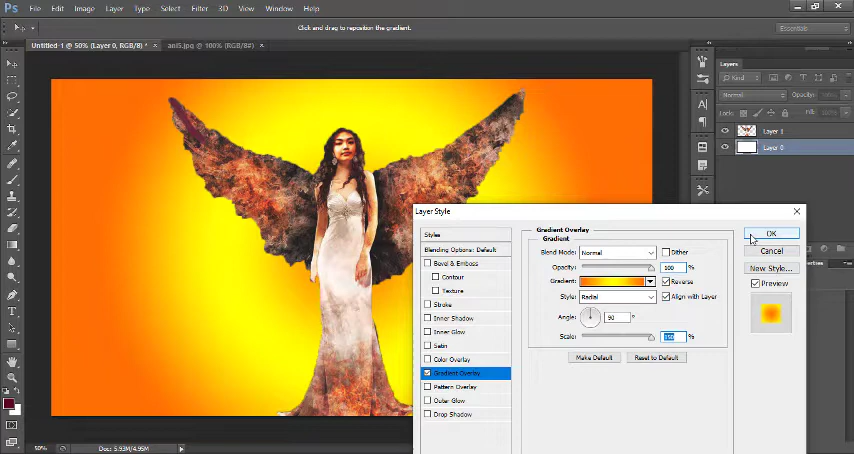 Ps File Edit Image Layer Type Select Filter 3D View Window Help
Click and drag to reposition the gradient. Essentials
Untitled-1 @ 50% (Layer 0, RGB/8) * × ani5.jpg @ 100% (RGB/8#) ×
Layers
Kind
Normal Opacity:
Lock: Fill:
Layer 1
Layer 0
Layer Style
Styles
Blending Options: Default
Bevel & Emboss
Contour
Texture
Stroke
Inner Shadow
Inner Glow
Satin
Color Overlay
Gradient Overlay
Pattern Overlay
Outer Glow
Drop Shadow
Gradient Overlay
Gradient
Blend Mode: Normal Dither
Opacity: 100 %
Gradient: Reverse
Style: Radial Align with Layer
Angle: 90 °
Scale: 150 %
Make Default Reset to Default
OK
Cancel
New Style...
Preview
50% Doc: 5.93M/4.95M